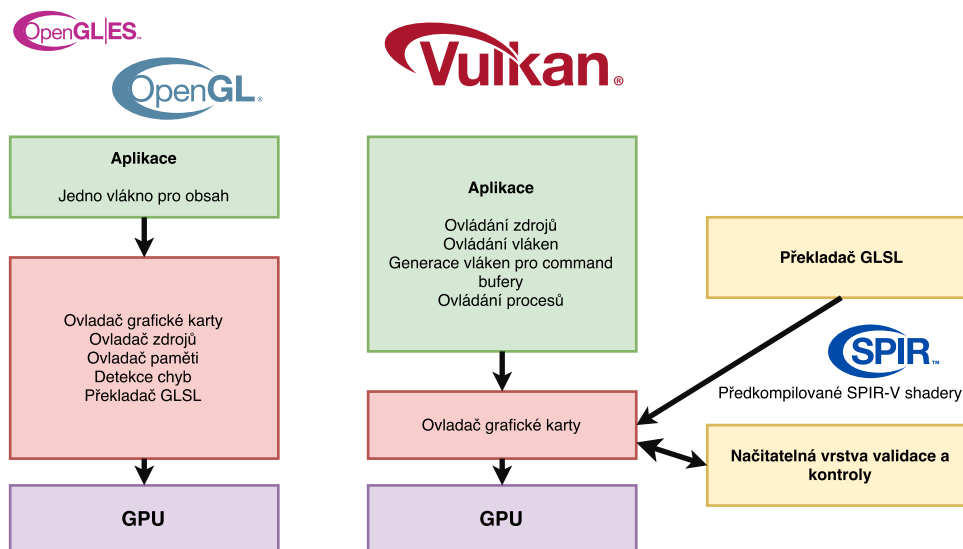 OpenGL|ES™
OpenGL®
Vulkan®
Aplikace
Jedno vlákno pro obsah
Ovladač grafické karty
Ovladač zdrojů
Ovladač paměti
Detekce chyb
Překladač GLSL
GPU
Aplikace
Ovládání zdrojů
Ovládání vláken
Generace vláken pro command
bufery
Ovládání procesů
Ovladač grafické karty
GPU
Překladač GLSL
SPIR™
Předkompilované SPIR-V shadery
Načitatelná vrstva validace a
kontroly